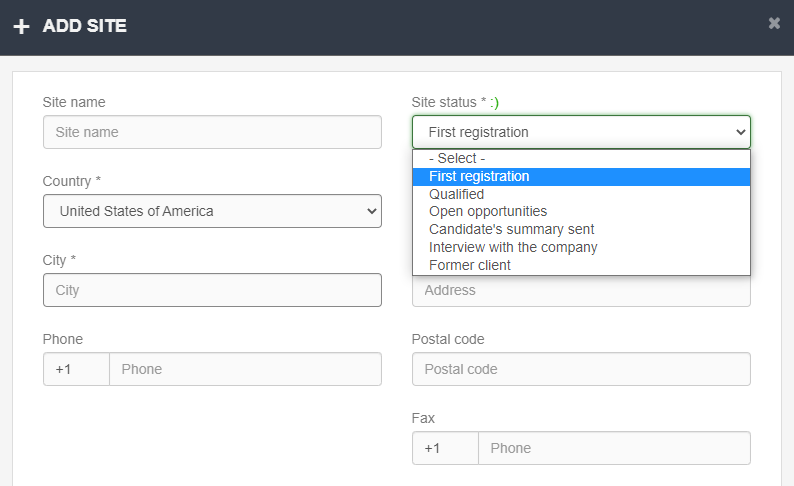 + ADD SITE ×
Site name
Site name
Site status * :)
First registration
- Select -
First registration
Qualified
Open opportunities
Candidate's summary sent
Interview with the company
Former client
Country *
United States of America
City *
City
Address
Phone
+1 Phone
Postal code
Postal code
Fax
+1 Phone